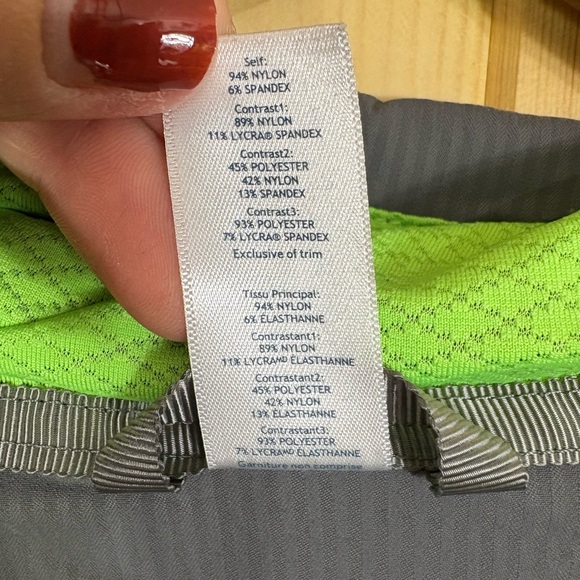 Self:
94% NYLON
6% SPANDEX
Contrast1:
89% NYLON
11% LYCRA® SPANDEX
Contrast2:
45% POLYESTER
42% NYLON
13% SPANDEX
Contrast3:
93% POLYESTER
7% LYCRA® SPANDEX
Exclusive of trim
Tissu Principal:
94% NYLON
6% ÉLASTHANNE
Contrastant1:
89% NYLON
11% LYCRAᴹᴰ ÉLASTHANNE
Contrastant2:
45% POLYESTER
42% NYLON
13% ÉLASTHANNE
Contrastant3:
93% POLYESTER
7% LYCRAᴹᴰ ÉLASTHANNE
Garniture non comprise